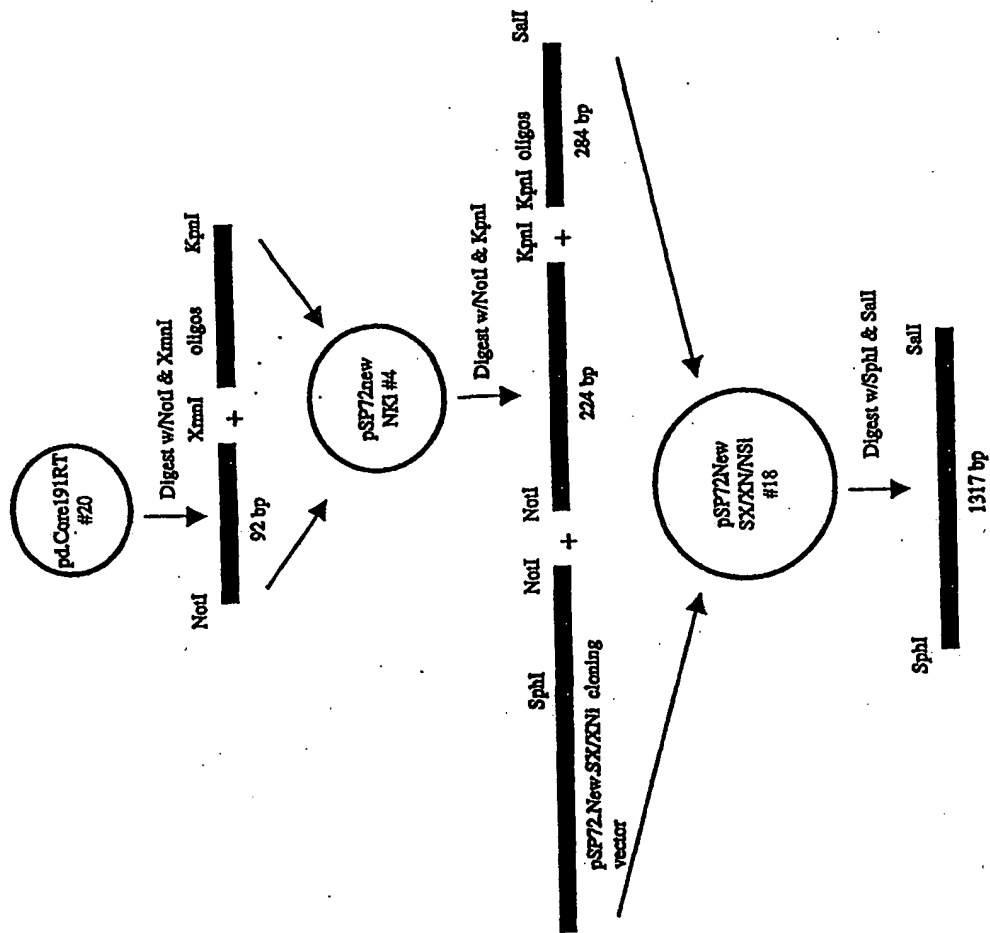 pd.Core191RT
#20
Digest w/NotI & XmnI
NotI
XmnI
oligos
KpnI
92 bp
+
pSP72new
NKi #4
Digest w/NotI & KpnI
SphI
NotI
NotI
KpnI
KpnI oligos
SalI
pSP72.New.SX/XNi cloning
vector
+
224 bp
+
284 bp
pSP72New
SX/XN/NSi
#18
Digest w/SphI & SalI
SphI
SalI
1317 bp